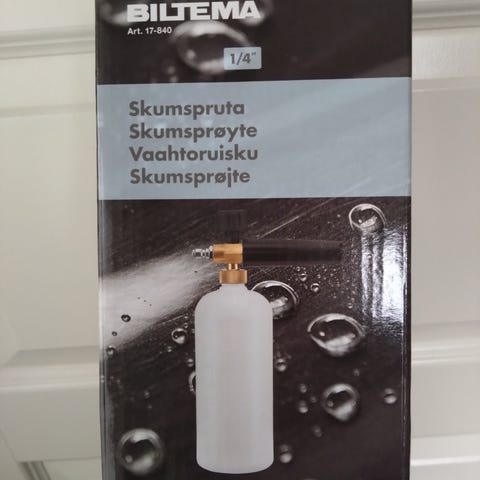 BILTEMA
Art. 17-840
1/4"
Skumspruta
Skumsprøyte
Vaahtoruisku
Skumsprøjte